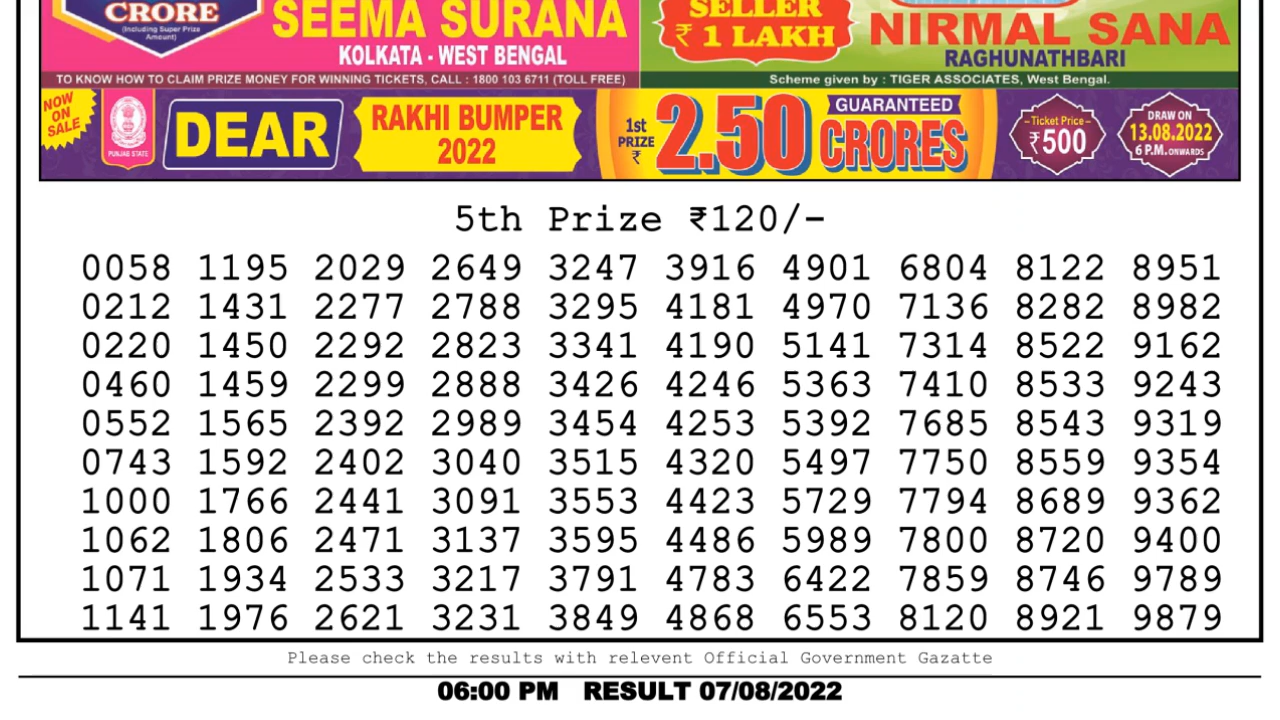 CRORE
(Including Super Prize
Amount)
SEEMA SURANA
KOLKATA - WEST BENGAL
SELLER
₹ 1 LAKH
NIRMAL SANA
RAGHUNATHBARI
TO KNOW HOW TO CLAIM PRIZE MONEY FOR WINNING TICKETS, CALL : 1800 103 6711 (TOLL FREE)
Scheme given by : TIGER ASSOCIATES, West Bengal.
NOW
ON
SALE
PUNJAB STATE
DEAR
RAKHI BUMPER
2022
1st
PRIZE
₹
2.50
GUARANTEED
CRORES
Ticket Price
₹500
DRAW ON
13.08.2022
6 P.M. ONWARDS
5th Prize ₹120/-
0058 1195 2029 2649 3247 3916 4901 6804 8122 8951
0212 1431 2277 2788 3295 4181 4970 7136 8282 8982
0220 1450 2292 2823 3341 4190 5141 7314 8522 9162
0460 1459 2299 2888 3426 4246 5363 7410 8533 9243
0552 1565 2392 2989 3454 4253 5392 7685 8543 9319
0743 1592 2402 3040 3515 4320 5497 7750 8559 9354
1000 1766 2441 3091 3553 4423 5729 7794 8689 9362
1062 1806 2471 3137 3595 4486 5989 7800 8720 9400
1071 1934 2533 3217 3791 4783 6422 7859 8746 9789
1141 1976 2621 3231 3849 4868 6553 8120 8921 9879
Please check the results with relevent Official Government Gazatte
06:00 PM RESULT 07/08/2022